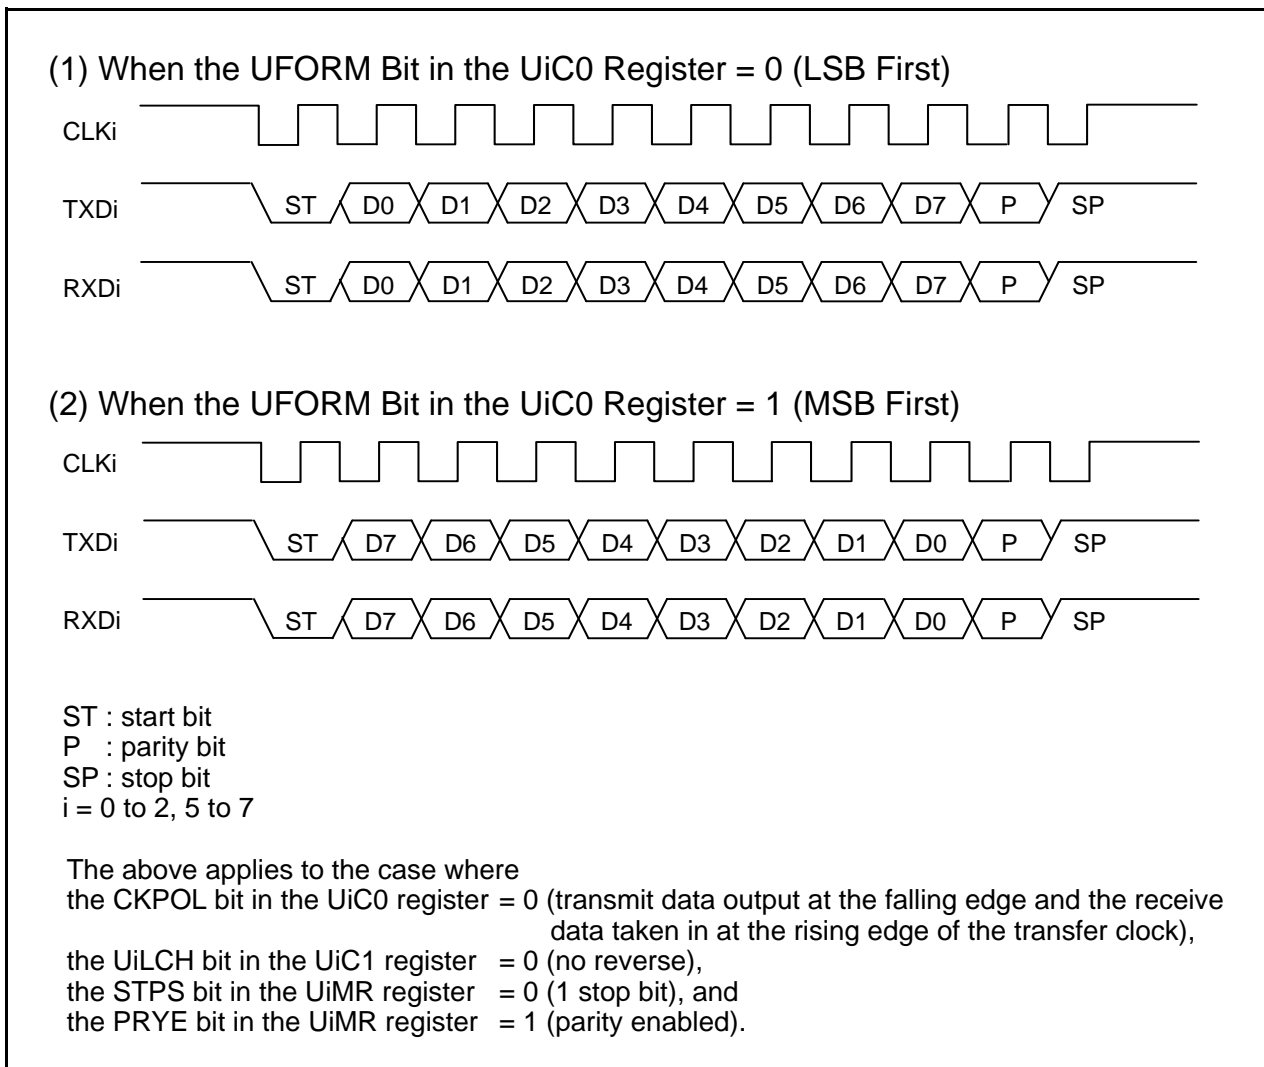 (1) When the UFORM Bit in the UiC0 Register = 0 (LSB First)
CLKi
TXDi ST D0 D1 D2 D3 D4 D5 D6 D7 P SP
RXDi ST D0 D1 D2 D3 D4 D5 D6 D7 P SP
(2) When the UFORM Bit in the UiC0 Register = 1 (MSB First)
CLKi
TXDi ST D7 D6 D5 D4 D3 D2 D1 D0 P SP
RXDi ST D7 D6 D5 D4 D3 D2 D1 D0 P SP
ST : start bit
P : parity bit
SP : stop bit
i = 0 to 2, 5 to 7
The above applies to the case where
the CKPOL bit in the UiC0 register = 0 (transmit data output at the falling edge and the receive
data taken in at the rising edge of the transfer clock),
the UiLCH bit in the UiC1 register = 0 (no reverse),
the STPS bit in the UiMR register = 0 (1 stop bit), and
the PRYE bit in the UiMR register = 1 (parity enabled).